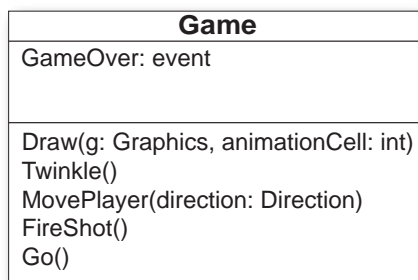 Game
GameOver: event
Draw(g: Graphics, animationCell: int)
Twinkle()
MovePlayer(direction: Direction)
FireShot()
Go()